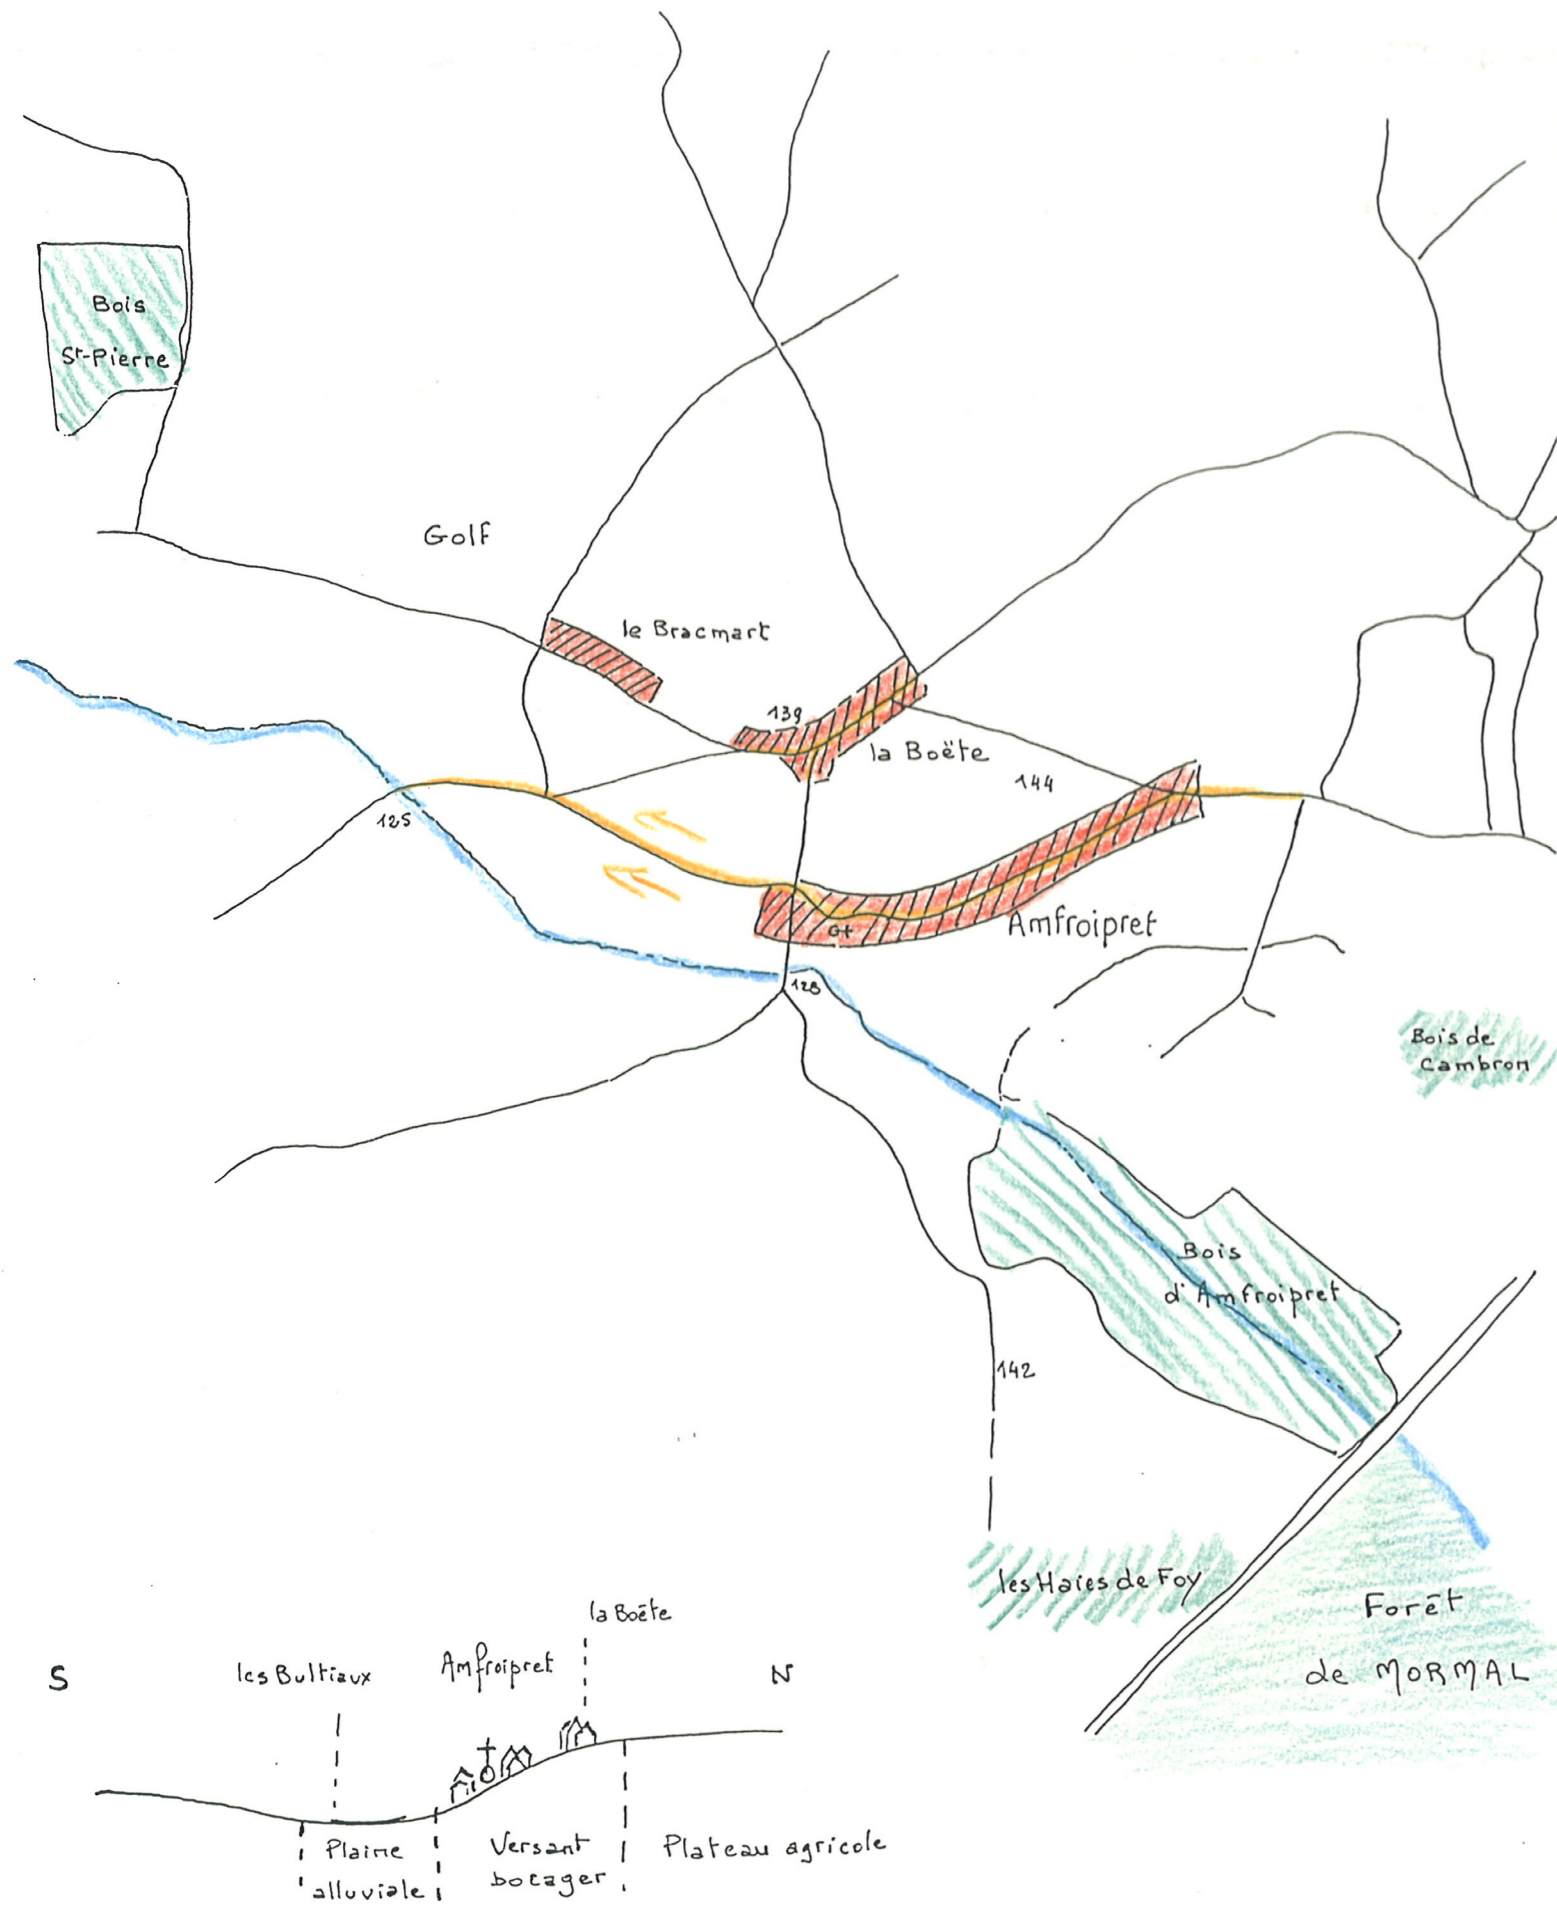 Bois
St-Pierre
Golf
le Bracmart
139
la Boëte
144
125
Amfroipret
128
Bois de
Cambron
Bois
d'Amfroipret
142
les Haies de Foy
Forêt
de MORMAL
la Boëte
S
les Bultiaux
Amfroipret
N
Plaine
alluviale
Versant
bocager
Plateau agricole